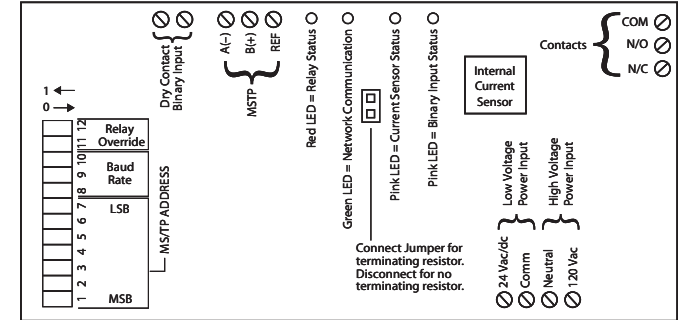 Dry Contact
Binary Input
A(–)
B(+)
REF
MSTP
Red LED = Relay Status
Green LED = Network Communication
Pink LED = Current Sensor Status
Pink LED = Binary Input Status
Internal
Current
Sensor
Contacts
COM
N/O
N/C
1
0
12
11
10
9
8
7
6
5
4
3
2
1
Relay
Override
Baud
Rate
LSB
MSB
MS/TP ADDRESS
Connect Jumper for
terminating resistor.
Disconnect for no
terminating resistor.
Low Voltage
Power Input
High Voltage
Power Input
24 Vac/dc
Comm
Neutral
120 Vac